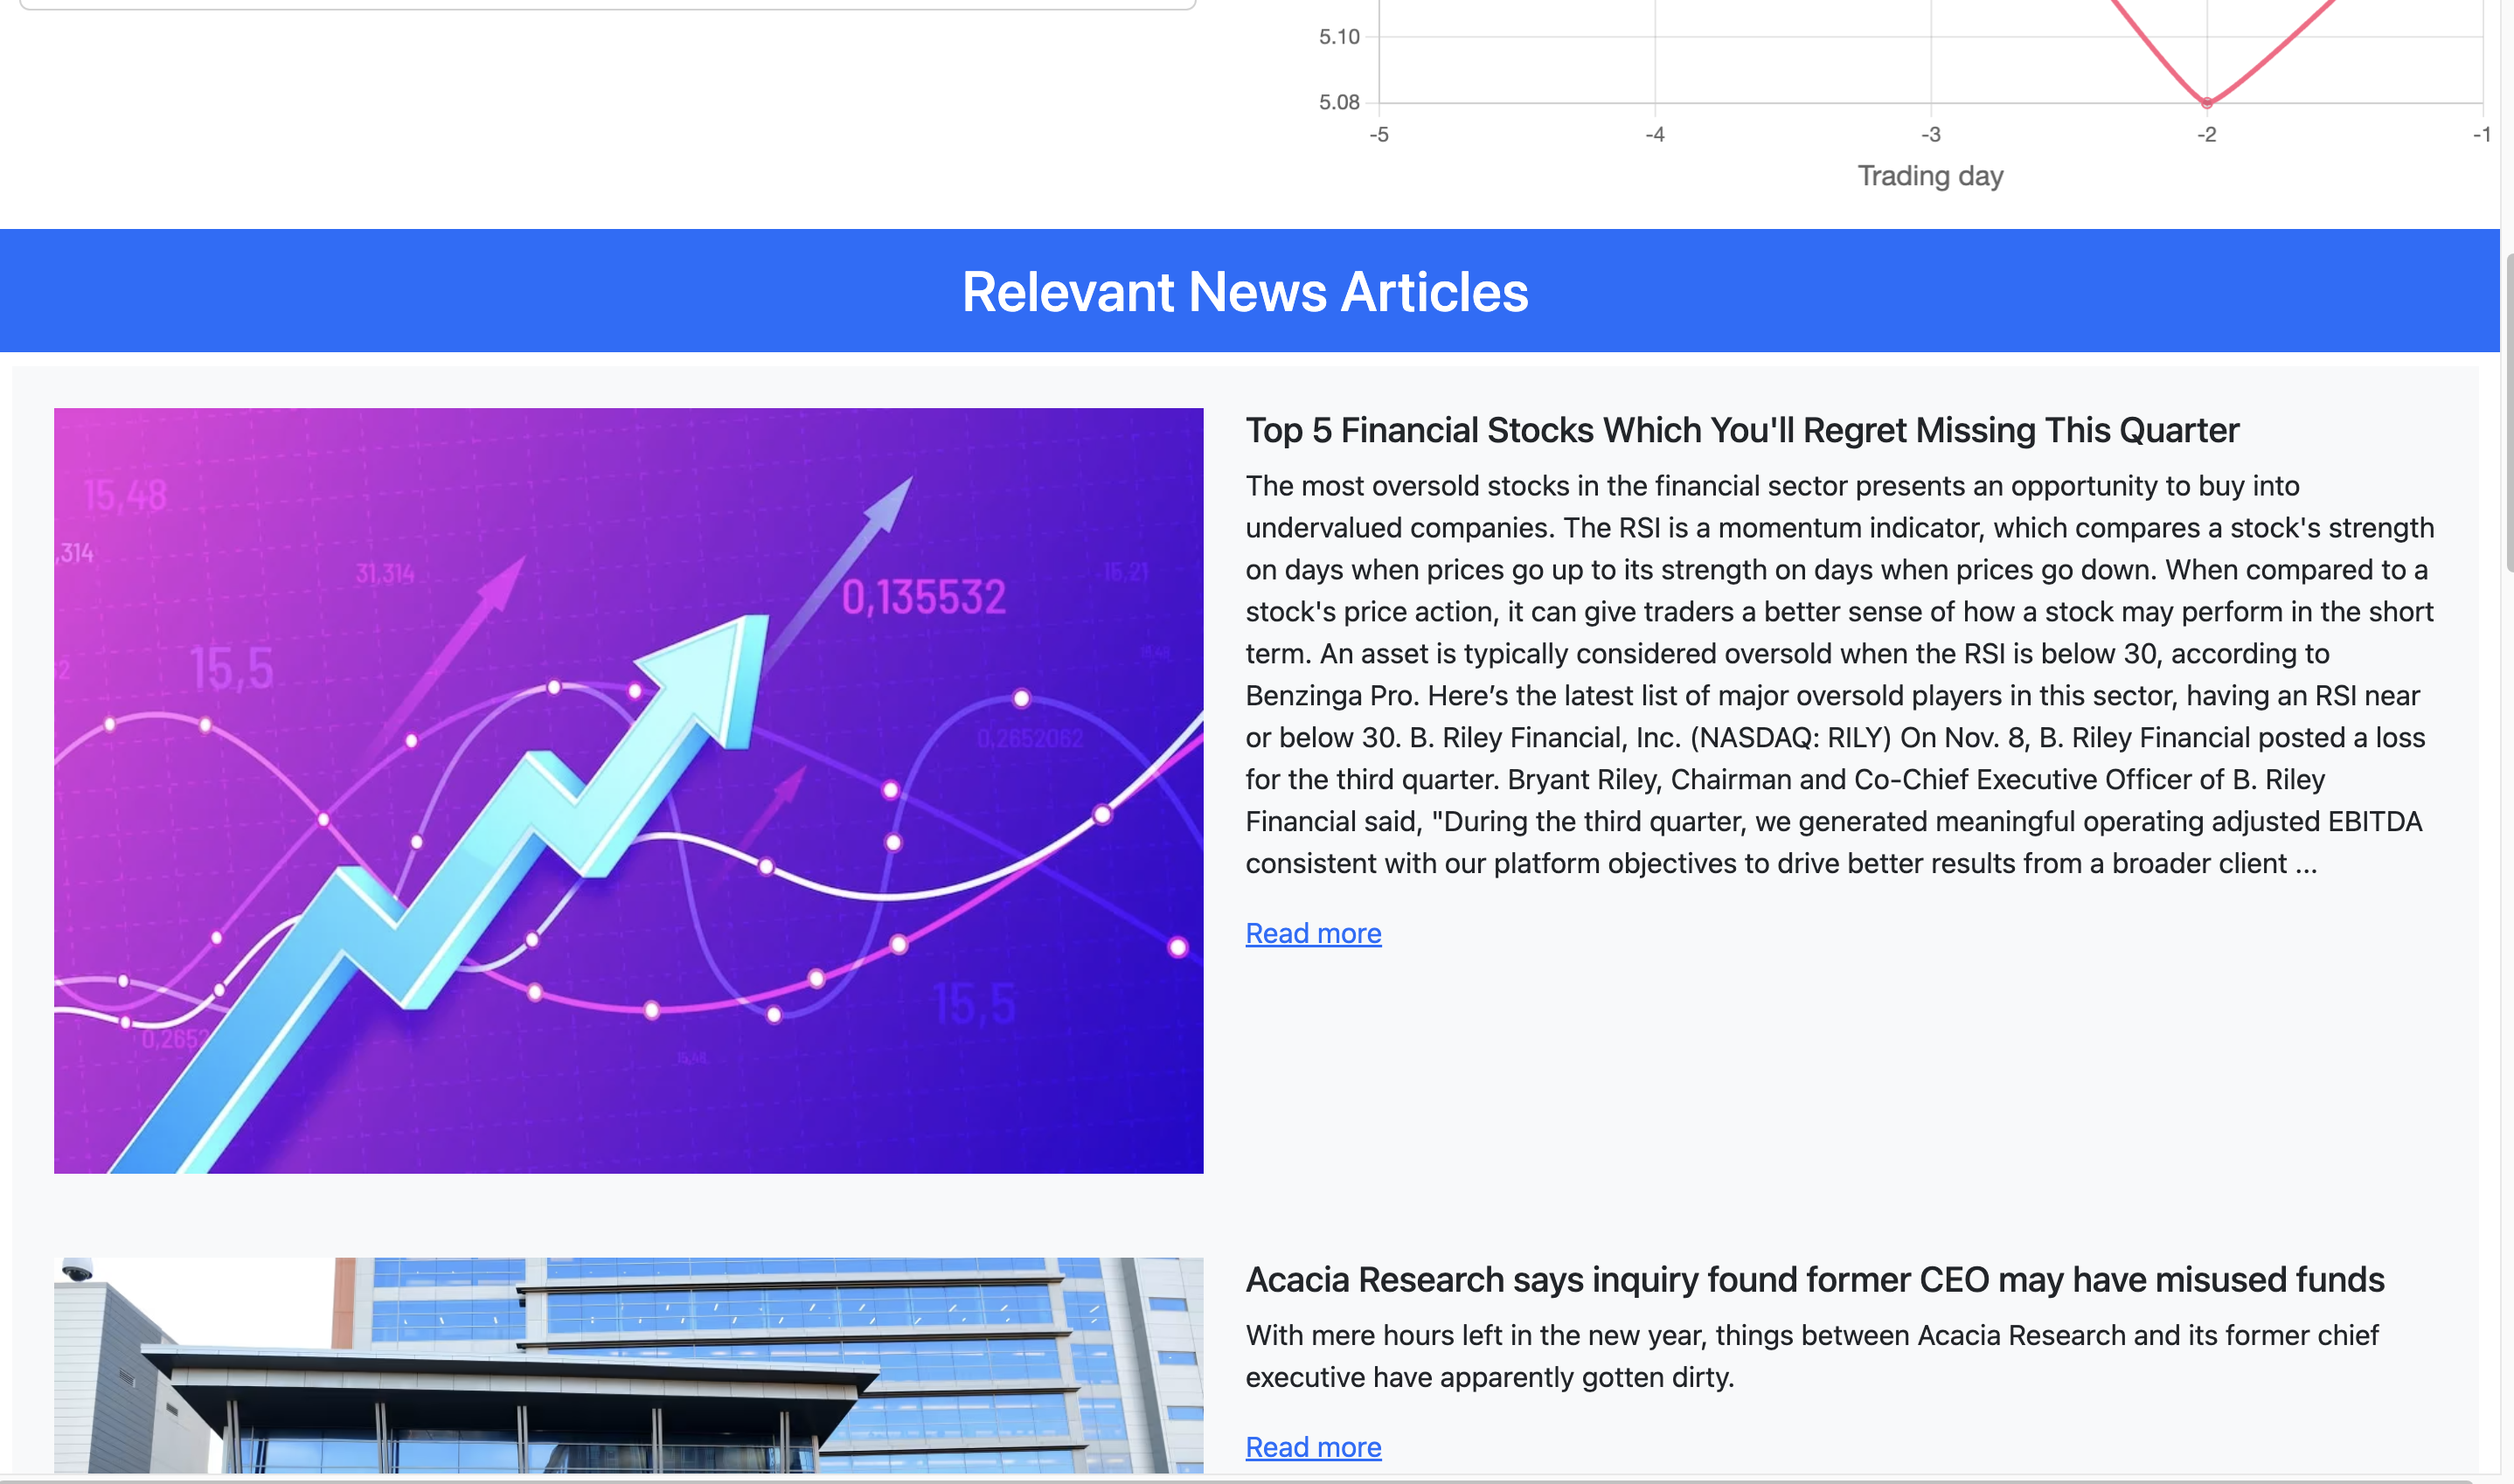 5.10
5.08
-5 -4 -3 -2 -1
Trading day
Relevant News Articles
15,48
,314
31,314
0,135532
15,21
15,5
15,48
0,2652062
15,5
0,2652
15,48
Top 5 Financial Stocks Which You'll Regret Missing This Quarter
The most oversold stocks in the financial sector presents an opportunity to buy into
undervalued companies. The RSI is a momentum indicator, which compares a stock's strength
on days when prices go up to its strength on days when prices go down. When compared to a
stock's price action, it can give traders a better sense of how a stock may perform in the short
term. An asset is typically considered oversold when the RSI is below 30, according to
Benzinga Pro. Here’s the latest list of major oversold players in this sector, having an RSI near
or below 30. B. Riley Financial, Inc. (NASDAQ: RILY) On Nov. 8, B. Riley Financial posted a loss
for the third quarter. Bryant Riley, Chairman and Co-Chief Executive Officer of B. Riley
Financial said, "During the third quarter, we generated meaningful operating adjusted EBITDA
consistent with our platform objectives to drive better results from a broader client ...
Read more
Acacia Research says inquiry found former CEO may have misused funds
With mere hours left in the new year, things between Acacia Research and its former chief
executive have apparently gotten dirty.
Read more